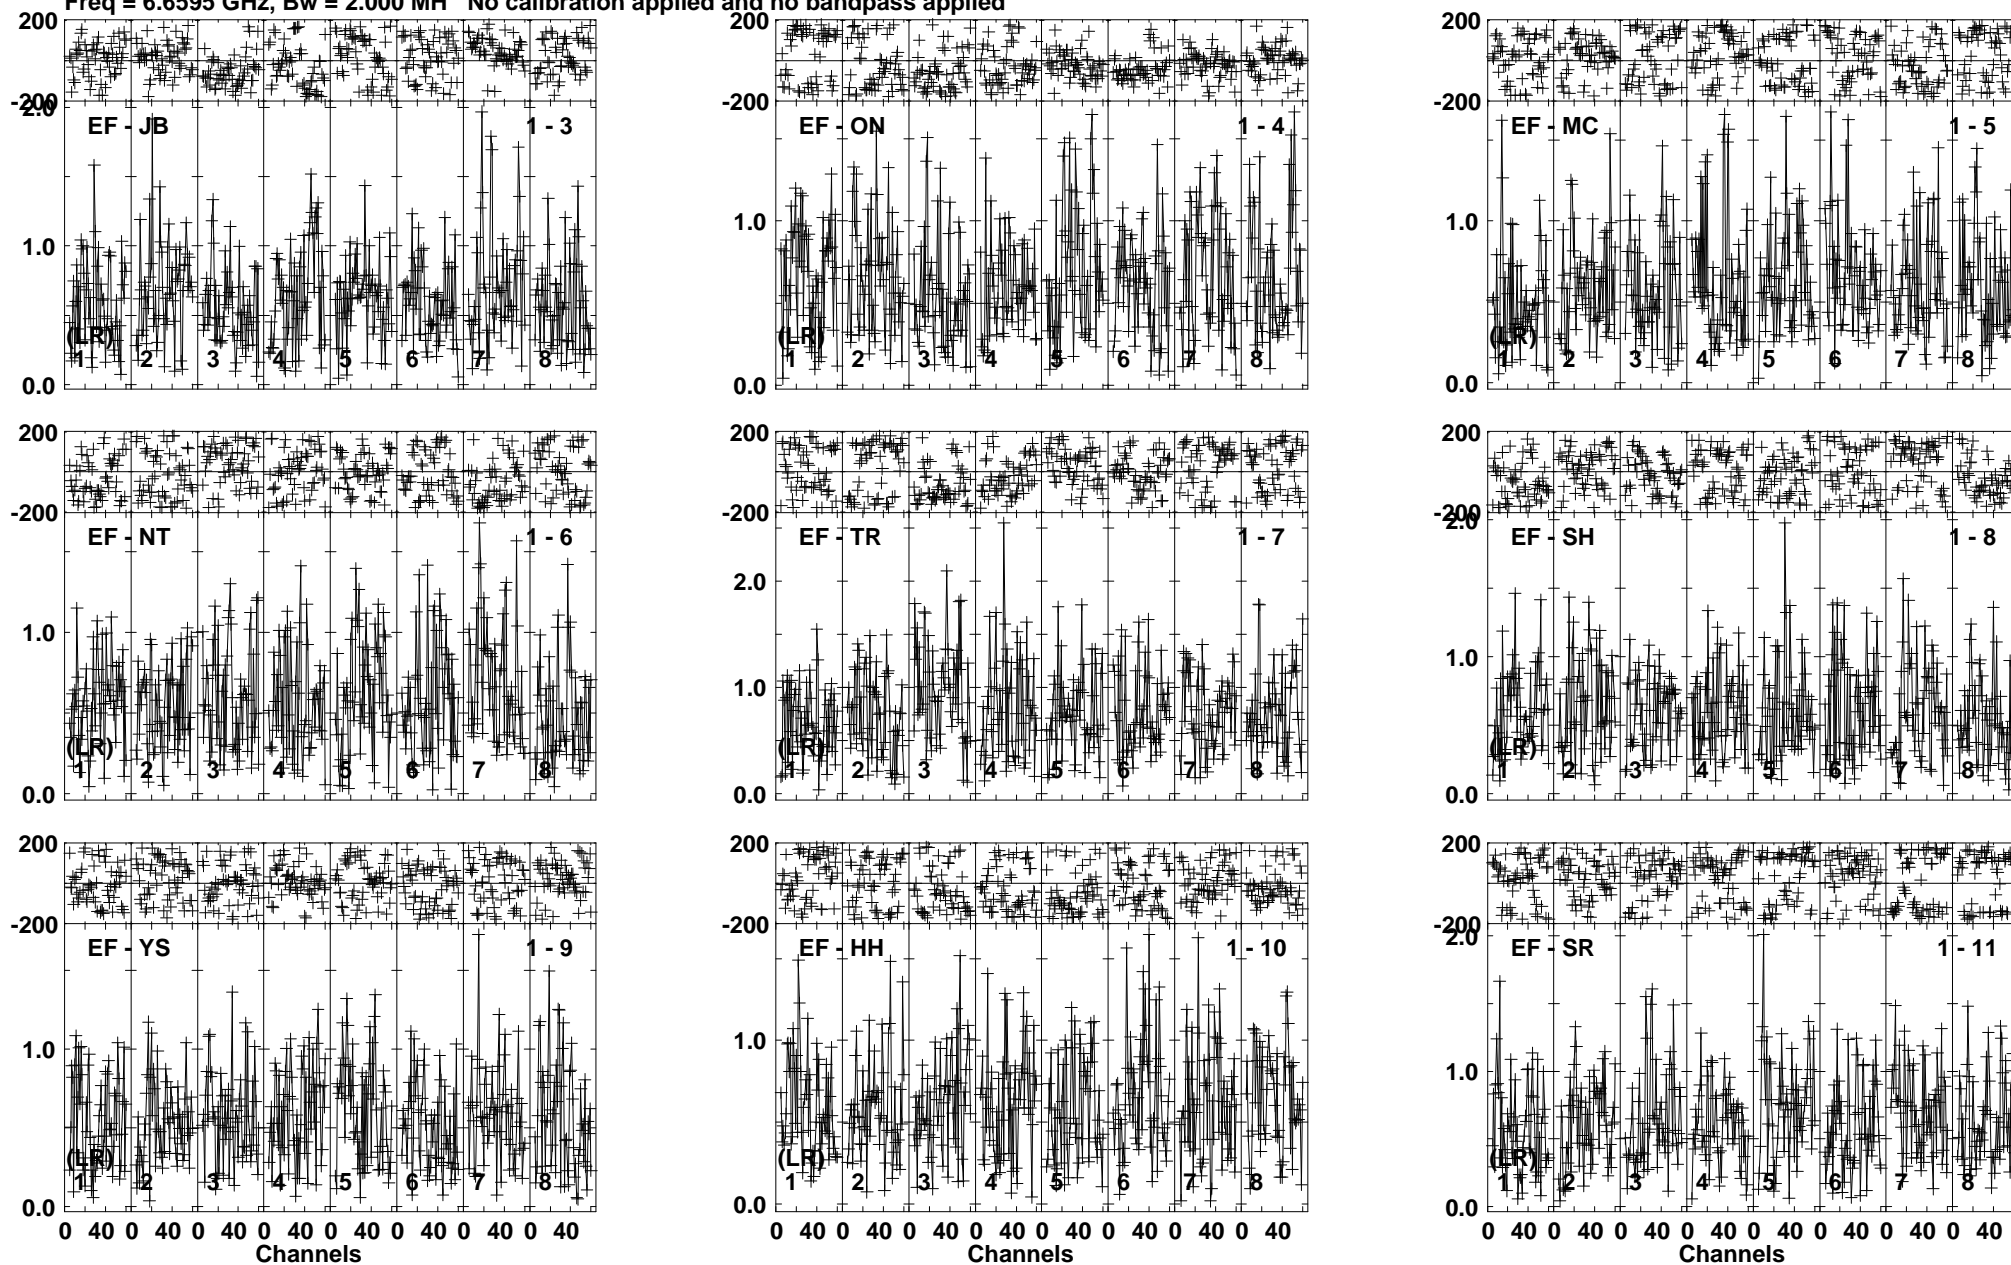 Freq = 6.6595 GHz, Bw = 2.000 MH No calibration applied and no bandpass applied
200 200 200
-200 -200 -200
2.0
EF - JB 1 - 3 EF - ON 1 - 4 EF - MC 1 - 5
1.0 1.0 1.0
(LR) (LR) (LR)
1 2 3 4 5 6 7 8 1 2 3 4 5 6 7 8 1 2 3 4 5 6 7 8
0.0 0.0 0.0
200 200 200
-200 -200 -200
2.0
EF - NT 1 - 6 EF - TR 1 - 7 EF - SH 1 - 8
2.0
1.0 1.0 1.0
(LR) (LR) (LR)
1 2 3 4 5 6 7 8 1 2 3 4 5 6 7 8 1 2 3 4 5 6 7 8
0.0 0.0 0.0
200 200 200
-200 -200 -200
2.0
EF - YS 1 - 9 EF - HH 1 - 10 EF - SR 1 - 11
1.0 1.0 1.0
(LR) (LR) (LR)
1 2 3 4 5 6 7 8 1 2 3 4 5 6 7 8 1 2 3 4 5 6 7 8
0.0 0.0 0.0
0 40 0 40 0 40 0 40 0 40 0 40 0 40 0 40 0 40 0 40 0 40 0 40 0 40 0 40 0 40 0 40 0 40 0 40 0 40 0 40 0 40 0 40 0 40 0 40
Channels Channels Channels